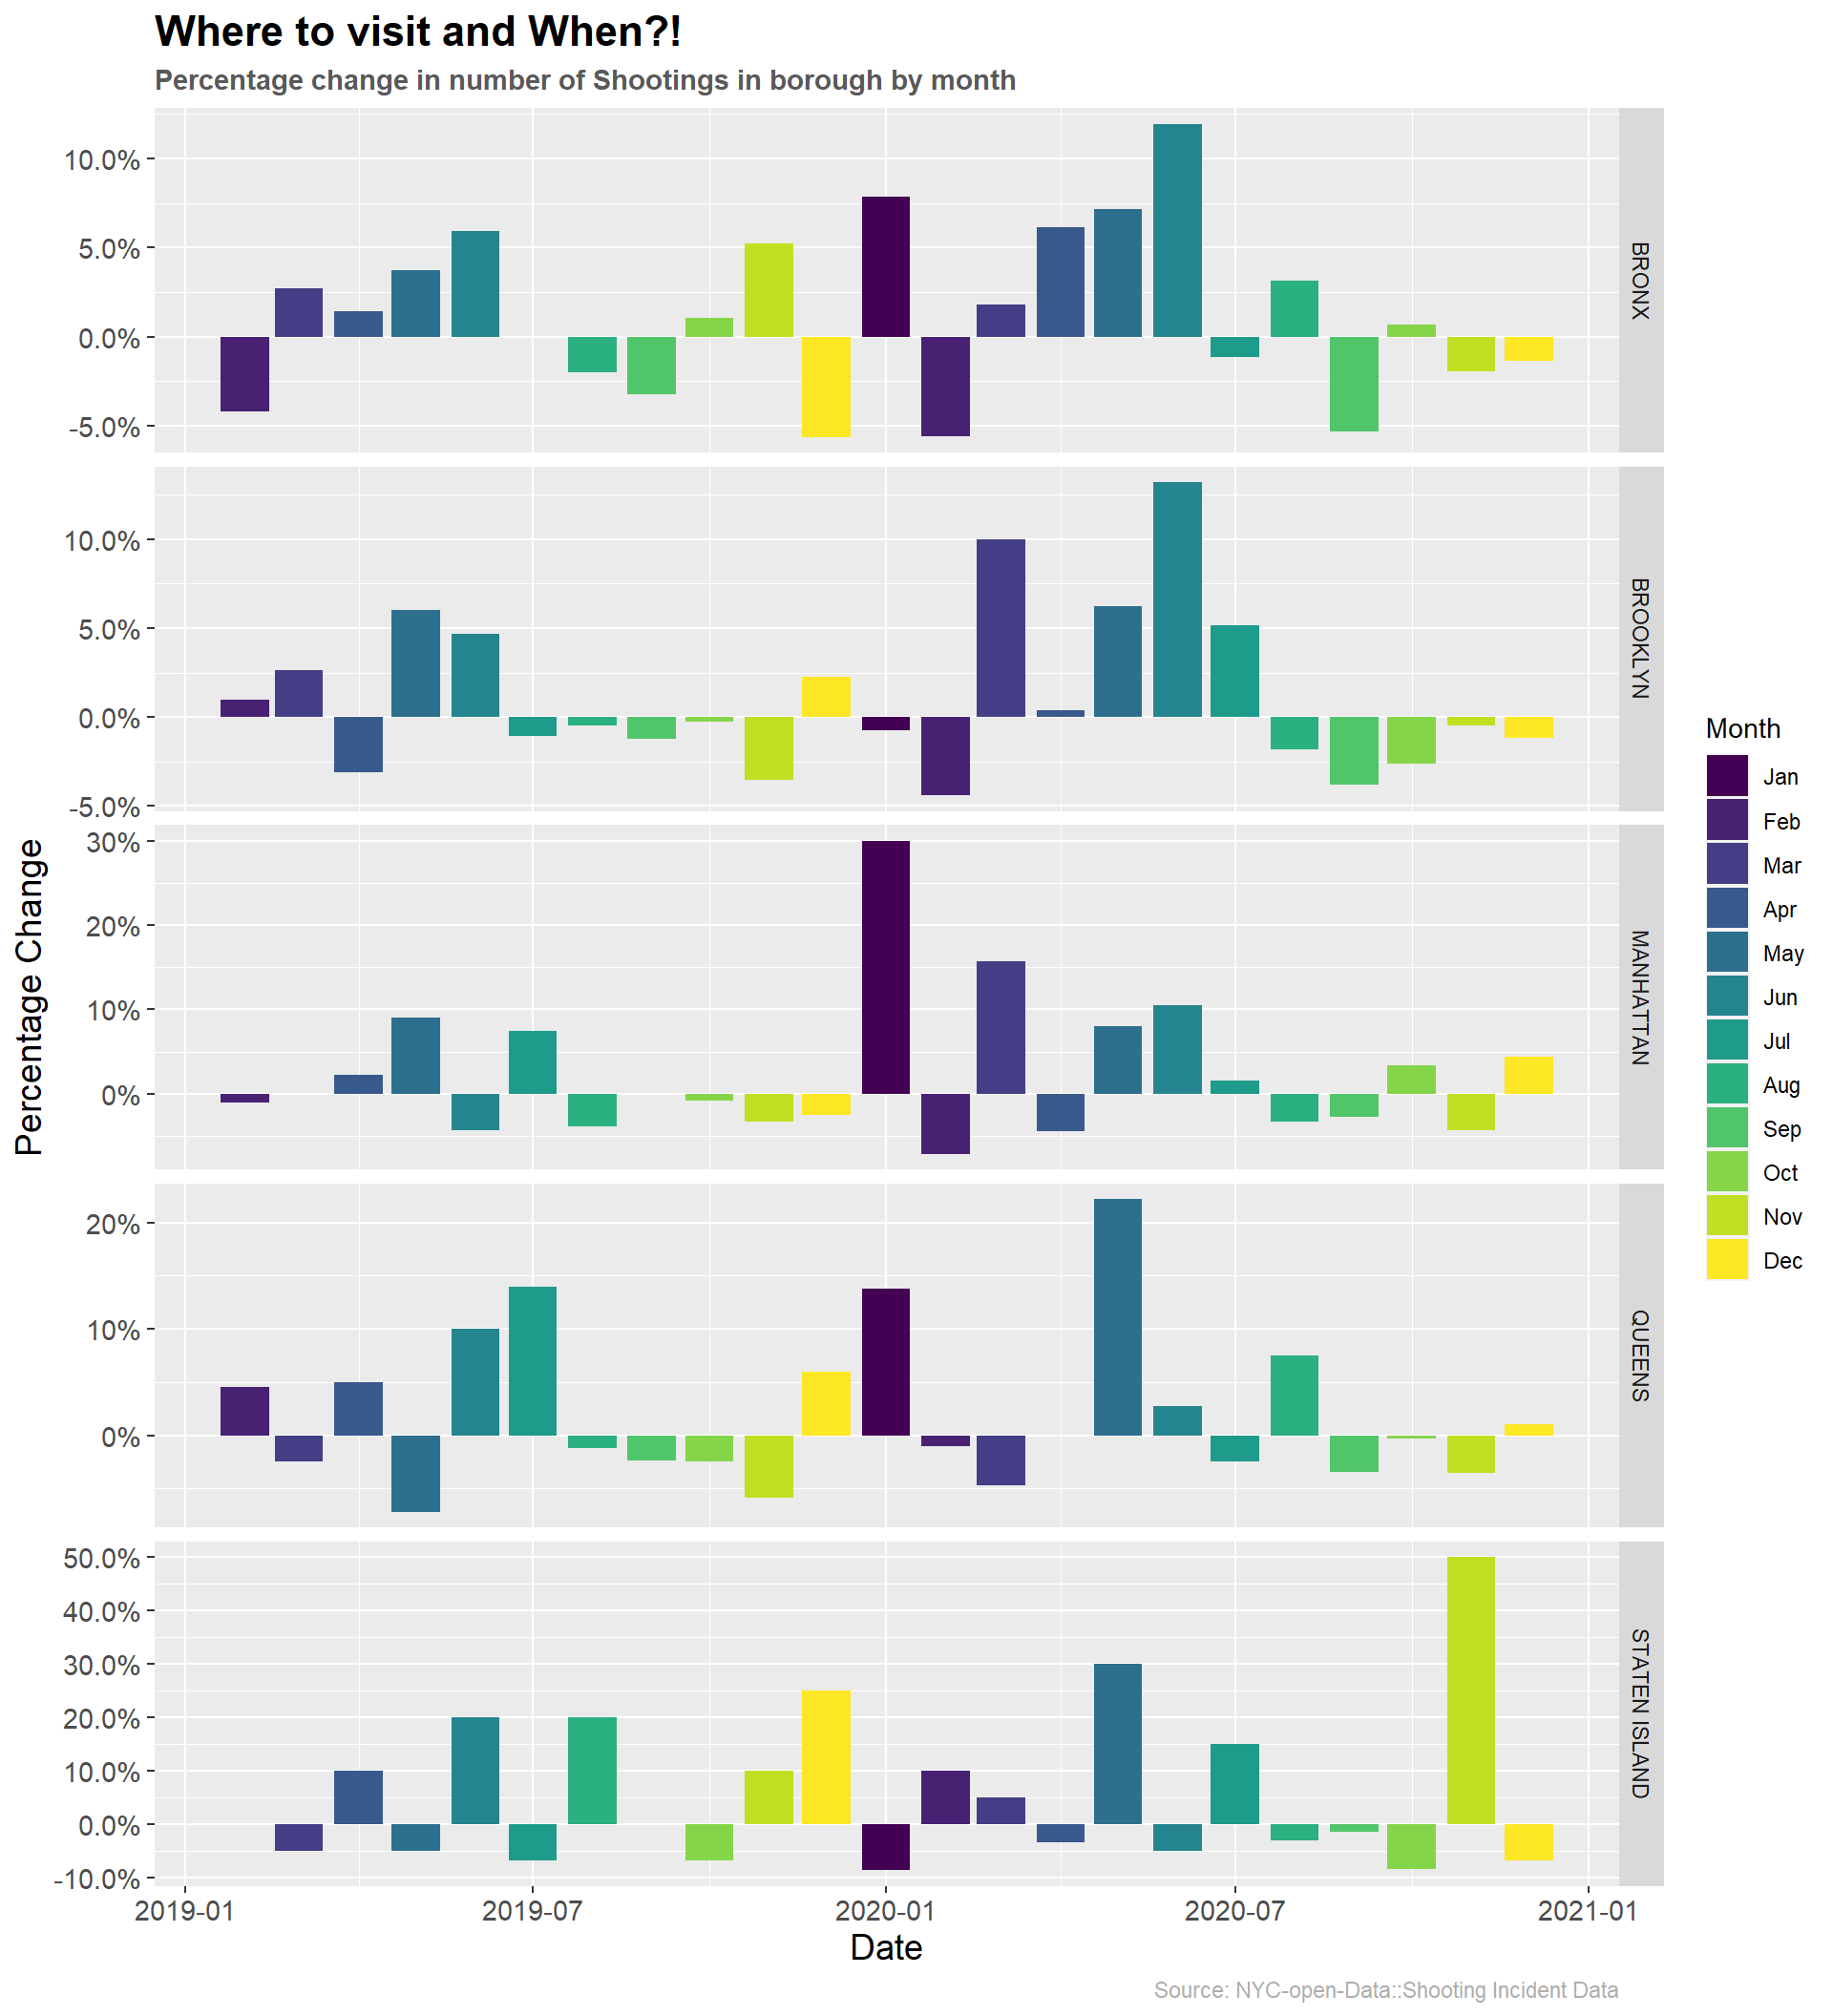 Where to visit and When?!
Percentage change in number of Shootings in borough by month
10.0%
5.0%
0.0%
-5.0%
BRONX
10.0%
5.0%
0.0%
-5.0%
BROOKLYN
30%
20%
10%
0%
MANHATTAN
20%
10%
0%
QUEENS
50.0%
40.0%
30.0%
20.0%
10.0%
0.0%
-10.0%
STATEN ISLAND
Percentage Change
2019-01
2019-07
2020-01
2020-07
2021-01
Date
Month
Jan
Feb
Mar
Apr
May
Jun
Jul
Aug
Sep
Oct
Nov
Dec
Source: NYC-open-Data::Shooting Incident Data